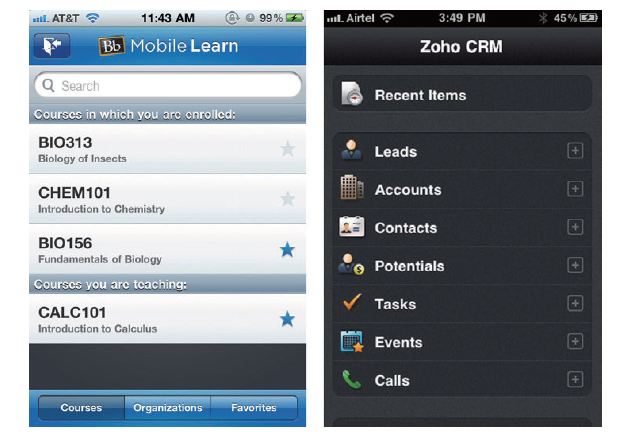 AT&T 11:43 AM 99%
Bb Mobile Learn
Search
Courses in which you are enrolled:
BIO313
Biology of Insects
CHEM101
Introduction to Chemistry
BIO156
Fundamentals of Biology
Courses you are teaching:
CALC101
Introduction to Calculus
Courses Organizations Favorites
Airtel 3:49 PM 45%
Zoho CRM
Recent Items
Leads
Accounts
Contacts
Potentials
Tasks
Events
Calls